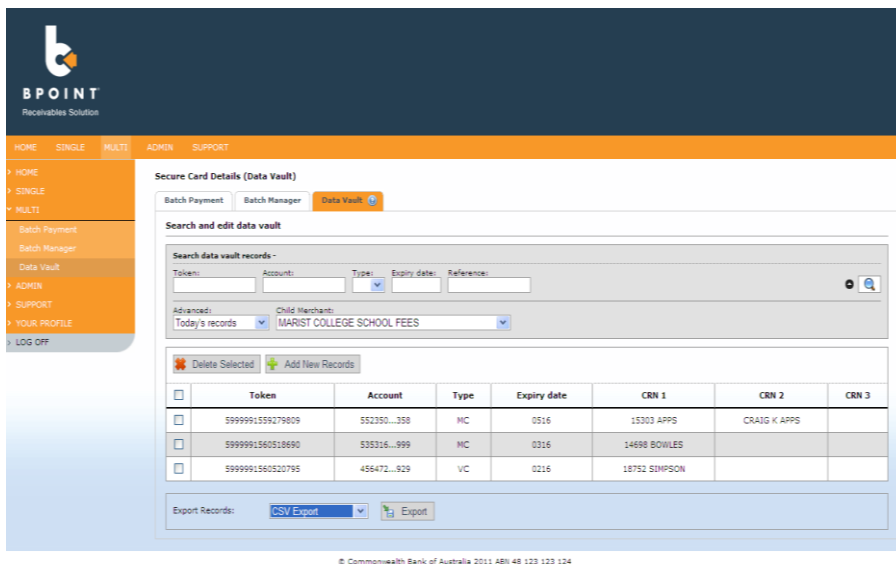 b
BPOINT
Receivables Solution
HOME SINGLE MULTI ADMIN SUPPORT
> HOME
> SINGLE
MULTI
Batch Payment
Batch Manager
Data Vault
> ADMIN
> SUPPORT
> YOUR PROFILE
> LOG OFF
Secure Card Details (Data Vault)
Batch Payment Batch Manager Data Vault
Search and edit data vault
Search data vault records -
Token: Account: Type: Expiry date: Reference:
Advanced: Child Merchant:
Today's records MARIST COLLEGE SCHOOL FEES
Delete Selected Add New Records
Token Account Type Expiry date CRN 1 CRN 2 CRN 3
5999991559279809 552350...358 MC 0516 15303 APPS CRAIG K APPS
5999991560518690 535316...999 MC 0316 14698 BOWLES
5999991560520795 456472...929 VC 0216 18752 SIMPSON
Export Records: CSV Export Export
© Commonwealth Bank of Australia 2011 ABN 48 123 123 124